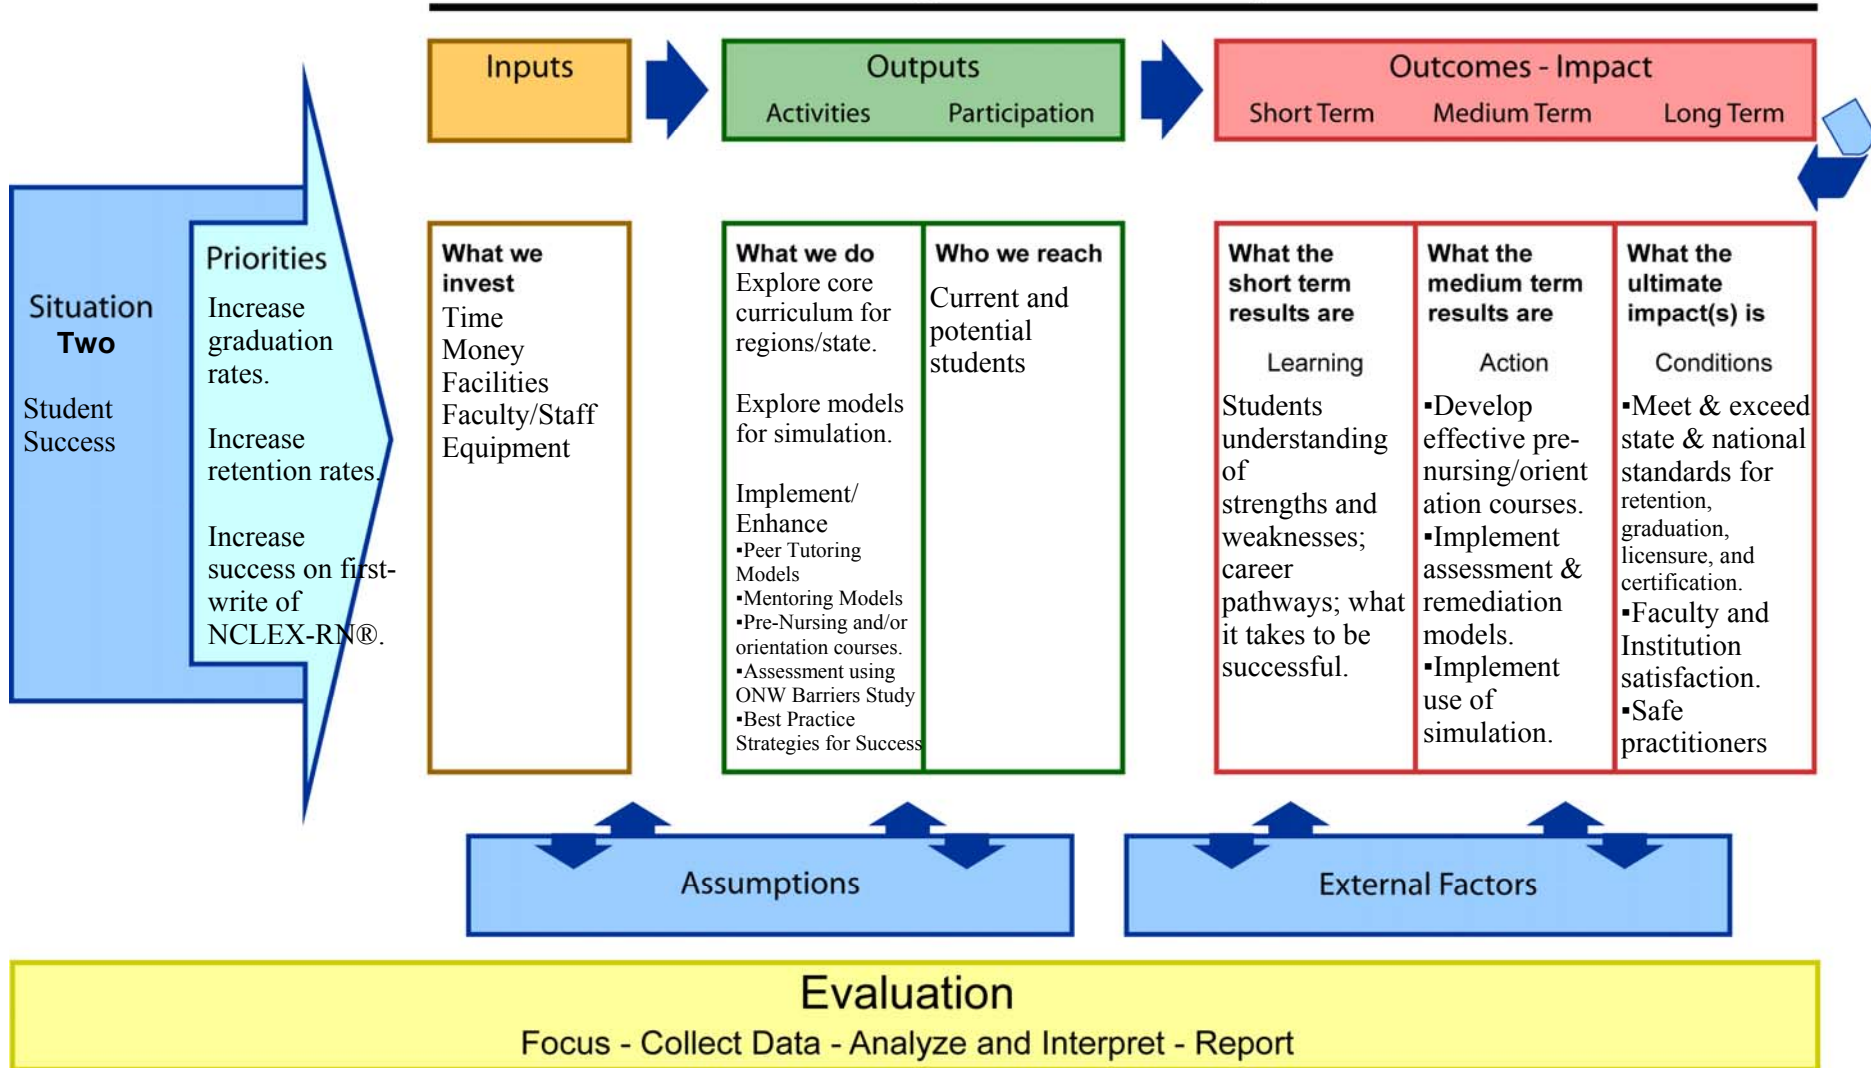 Inputs
Outputs
Activities
Participation
Outcomes - Impact
Short Term
Medium Term
Long Term
Situation
Two
Student
Success
Priorities
Increase
graduation
rates.
Increase
retention rates.
Increase
success on first-
write of
NCLEX-RN®.
What we
invest
Time
Money
Facilities
Faculty/Staff
Equipment
What we do
Explore core
curriculum for
regions/state.
Explore models
for simulation.
Implement/
Enhance
▪Peer Tutoring
Models
▪Mentoring Models
▪Pre-Nursing and/or
orientation courses.
▪Assessment using
ONW Barriers Study
▪Best Practice
Strategies for Success
Who we reach
Current and
potential
students
What the
short term
results are
Learning
Students
understanding
of
strengths and
weaknesses;
career
pathways; what
it takes to be
successful.
What the
medium term
results are
Action
▪Develop
effective pre-
nursing/orient
ation courses.
▪Implement
assessment &
remediation
models.
▪Implement
use of
simulation.
What the
ultimate
impact(s) is
Conditions
▪Meet & exceed
state & national
standards for
retention,
graduation,
licensure, and
certification.
▪Faculty and
Institution
satisfaction.
▪Safe
practitioners
Assumptions
External Factors
Evaluation
Focus - Collect Data - Analyze and Interpret - Report